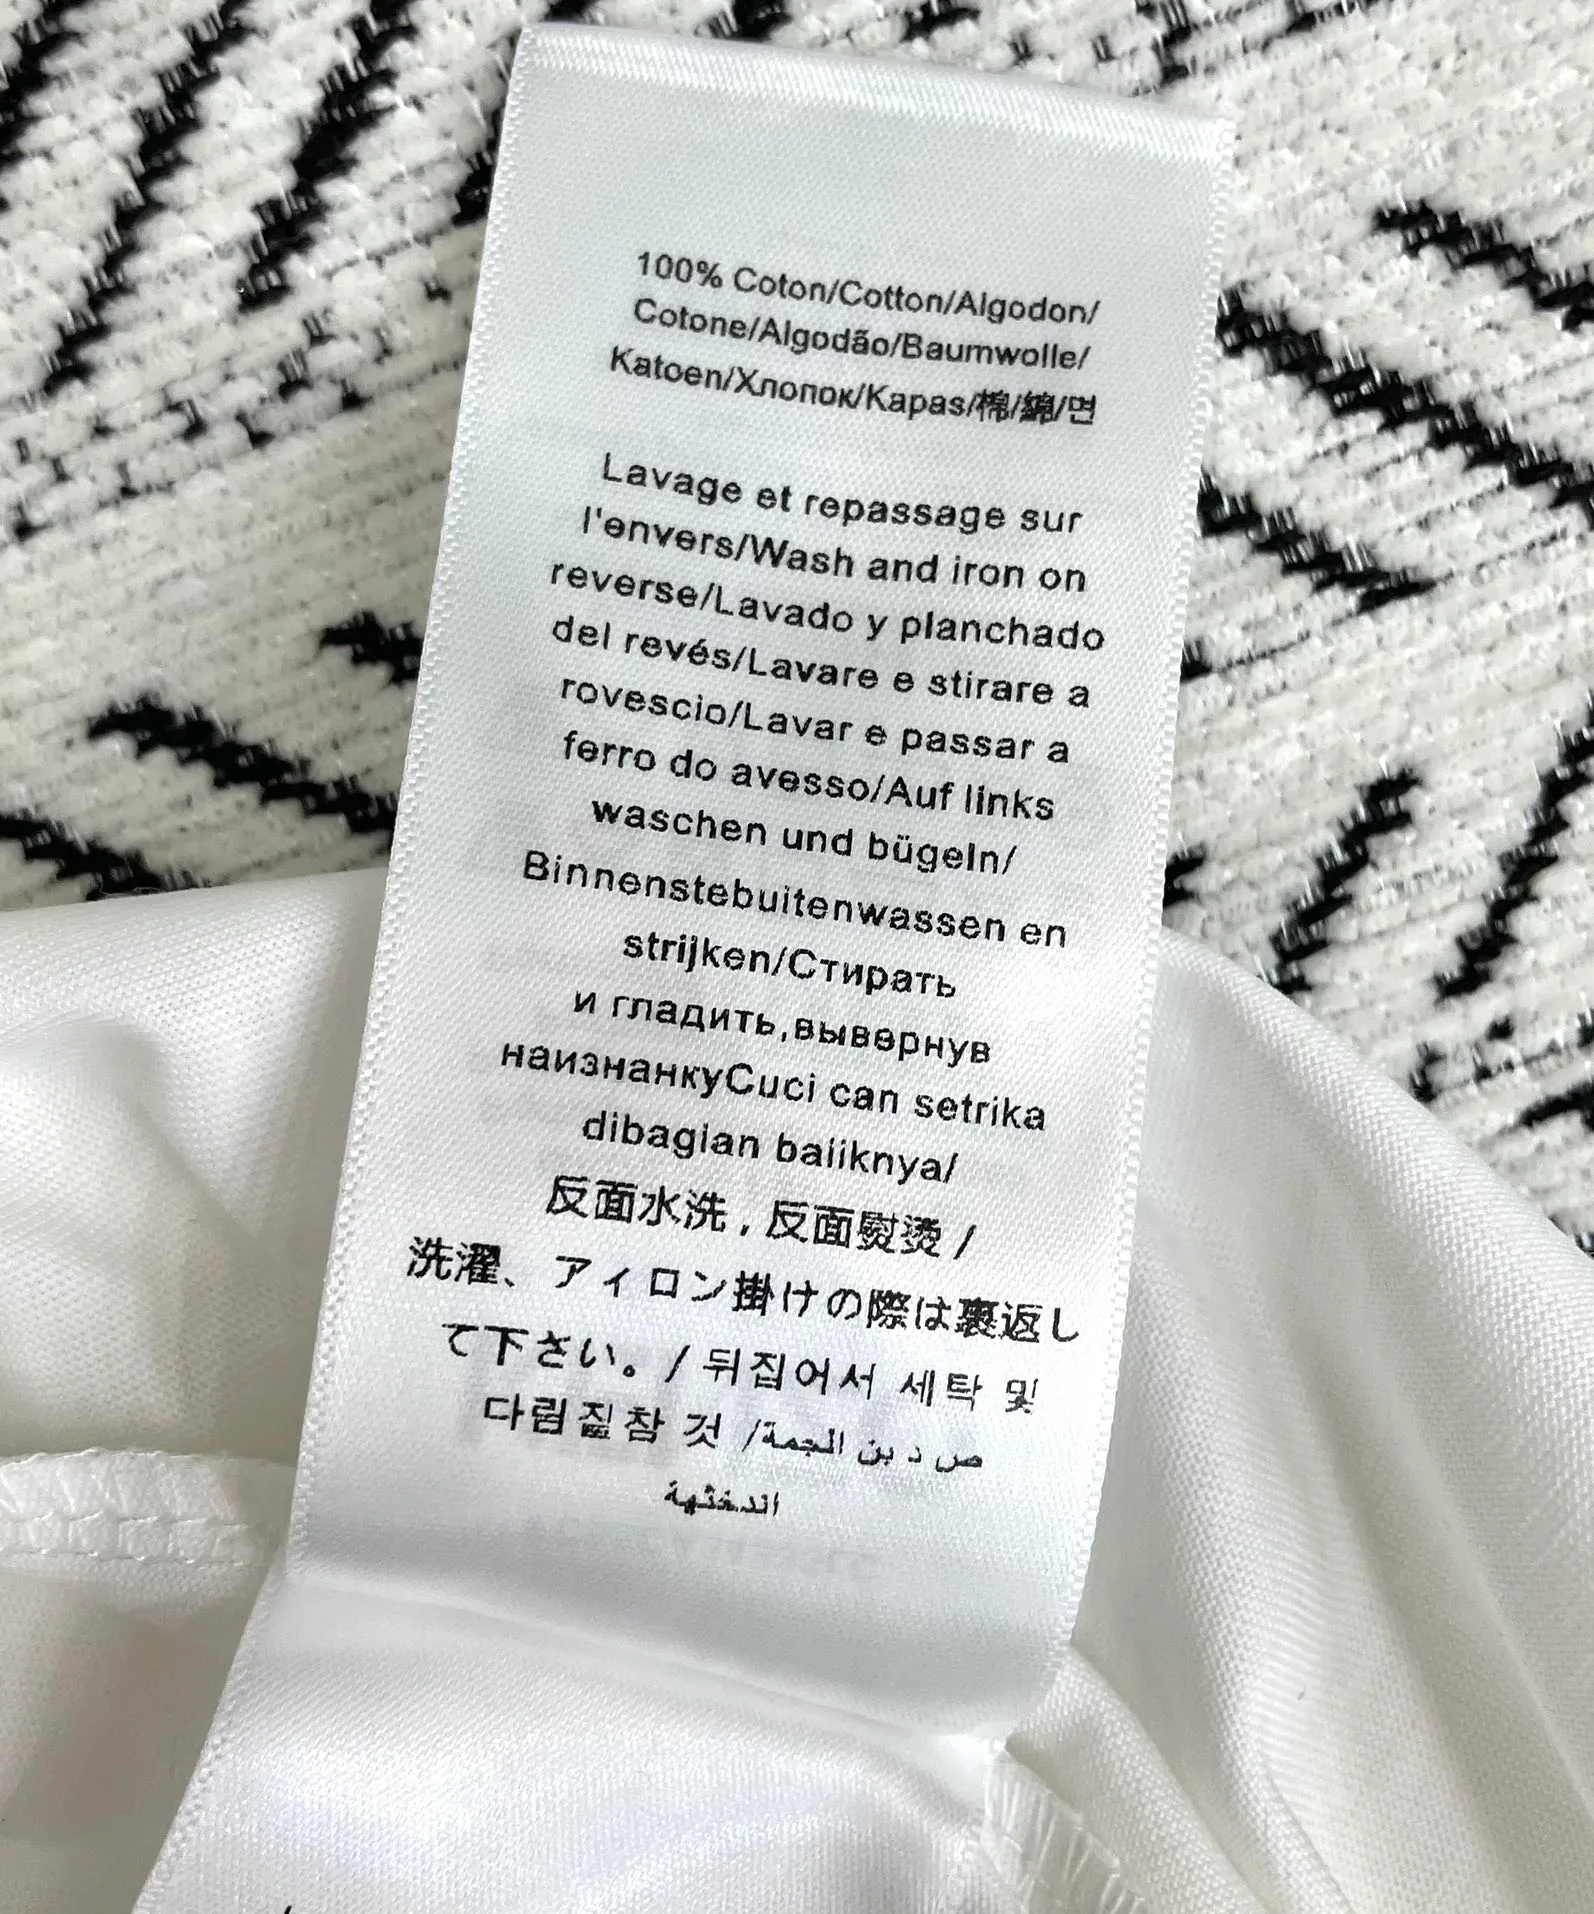 100% Coton/Cotton/Algodon/
Cotone/Algodão/Baumwolle/
Katoen/Хлопок/Kapas/棉/綿/면
Lavage et repassage sur
l'envers/Wash and iron on
reverse/Lavado y planchado
del revés/Lavare e stirare a
rovescio/Lavar e passar a
ferro do avesso/Auf links
waschen und bügeln/
Binnenstebuitenwassen en
strijken/Стирать
и гладить,вывернув
наизнанкуCuci can setrika
dibagian baiiknya/
反面水洗，反面熨烫 /
洗濯、アィロン掛けの際は裏返し
て下さい。/ 뒤집어서 세탁 및
다림질참 것 /ص د بن الجمة